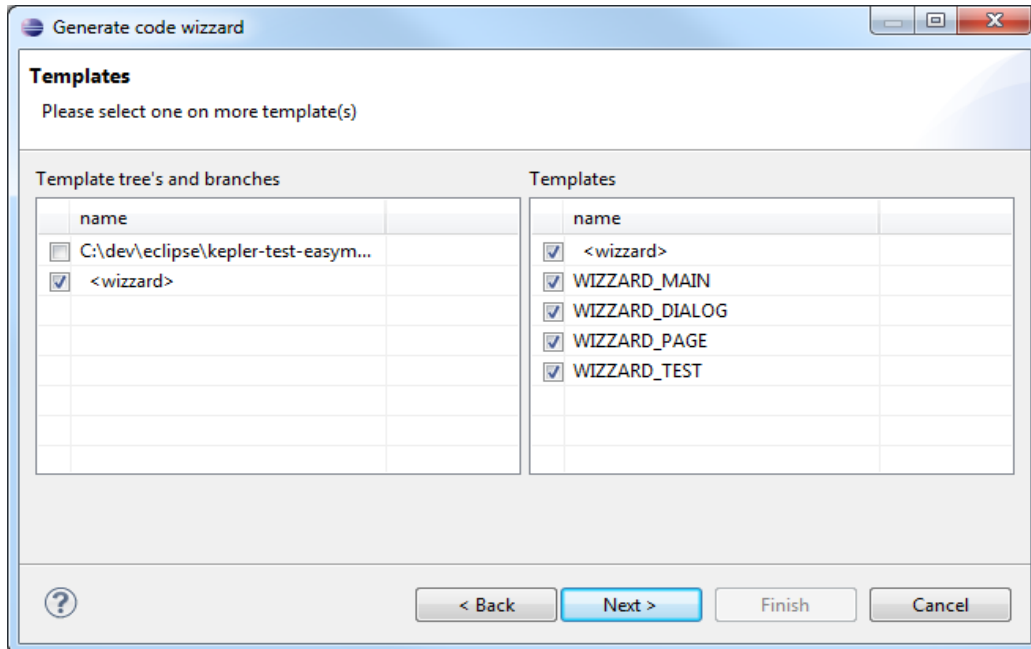 Generate code wizzard
Templates
Please select one on more template(s)
Template tree's and branches
name
C:\dev\eclipse\kepler-test-easym...
<wizzard>
Templates
name
<wizzard>
WIZZARD_MAIN
WIZZARD_DIALOG
WIZZARD_PAGE
WIZZARD_TEST
?
< Back
Next >
Finish
Cancel